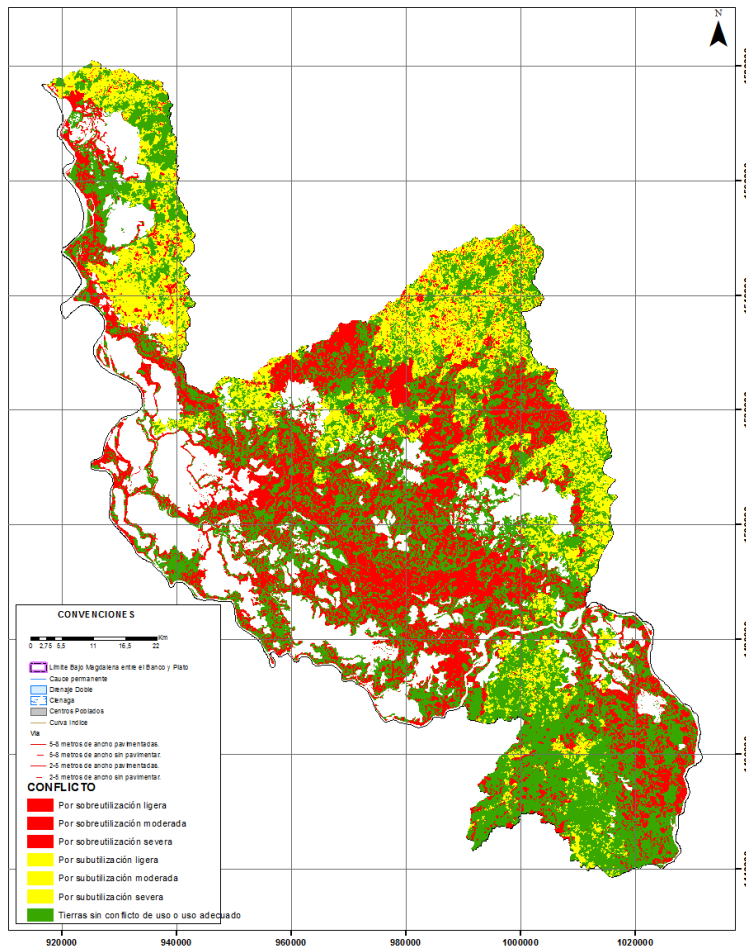 N
CONVENCIONES
Km
0 2,75 5,5 11 16,5 22
Límite Bajo Magdalena entre el Banco y Plato
Cauce permanente
Drenaje Doble
Cienaga
Centros Poblados
Curva Indice
Via
5-8 metros de ancho pavimentadas.
5-8 metros de ancho sin pavimentar.
2-5 metros de ancho pavimentadas.
2-5 metros de ancho sin pavimentar.
CONFLICTO
Por sobreutilización ligera
Por sobreutilización moderada
Por sobreutilización severa
Por subutilización ligera
Por subutilización moderada
Por subutilización severa
Tierras sin conflicto de uso o uso adecuado
920000 940000 960000 980000 1000000 1020000